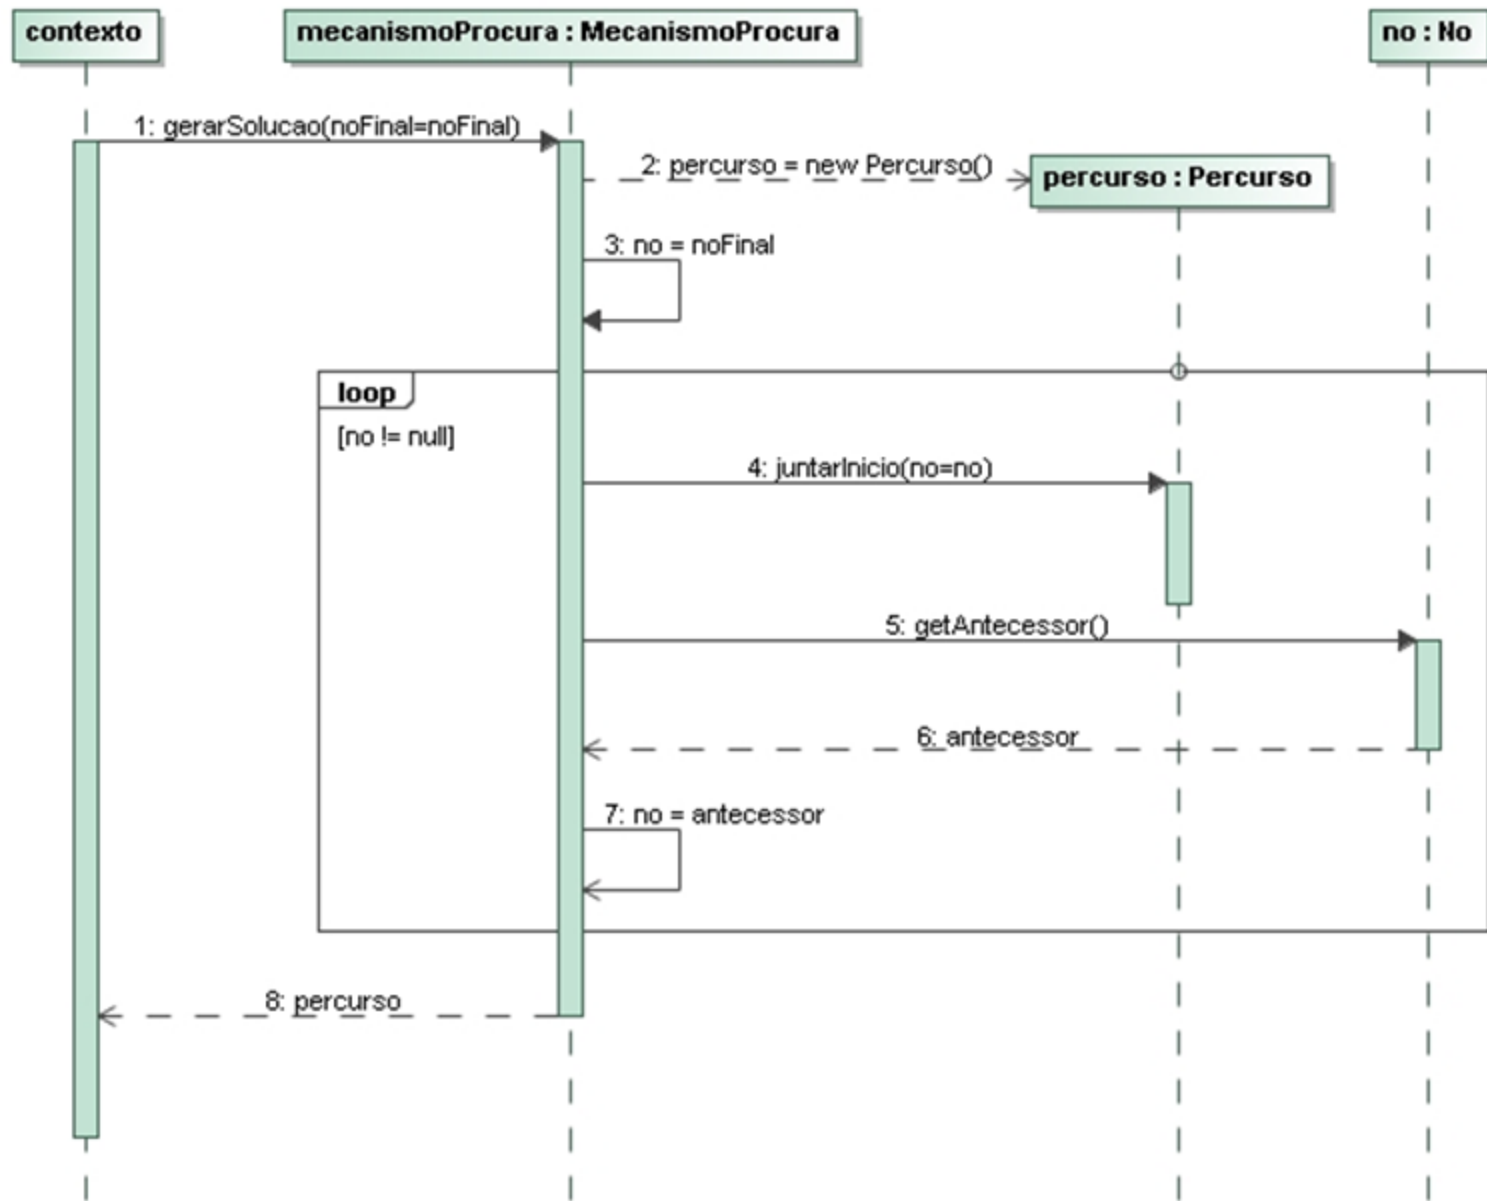 contexto
mecanismoProcura : MecanismoProcura
no : No
1: gerarSolucao(noFinal=noFinal)
2: percurso = new Percurso()
percurso : Percurso
3: no = noFinal
loop
[no != null]
4: juntarInicio(no=no)
5: getAntecessor()
6: antecessor
7: no = antecessor
8: percurso